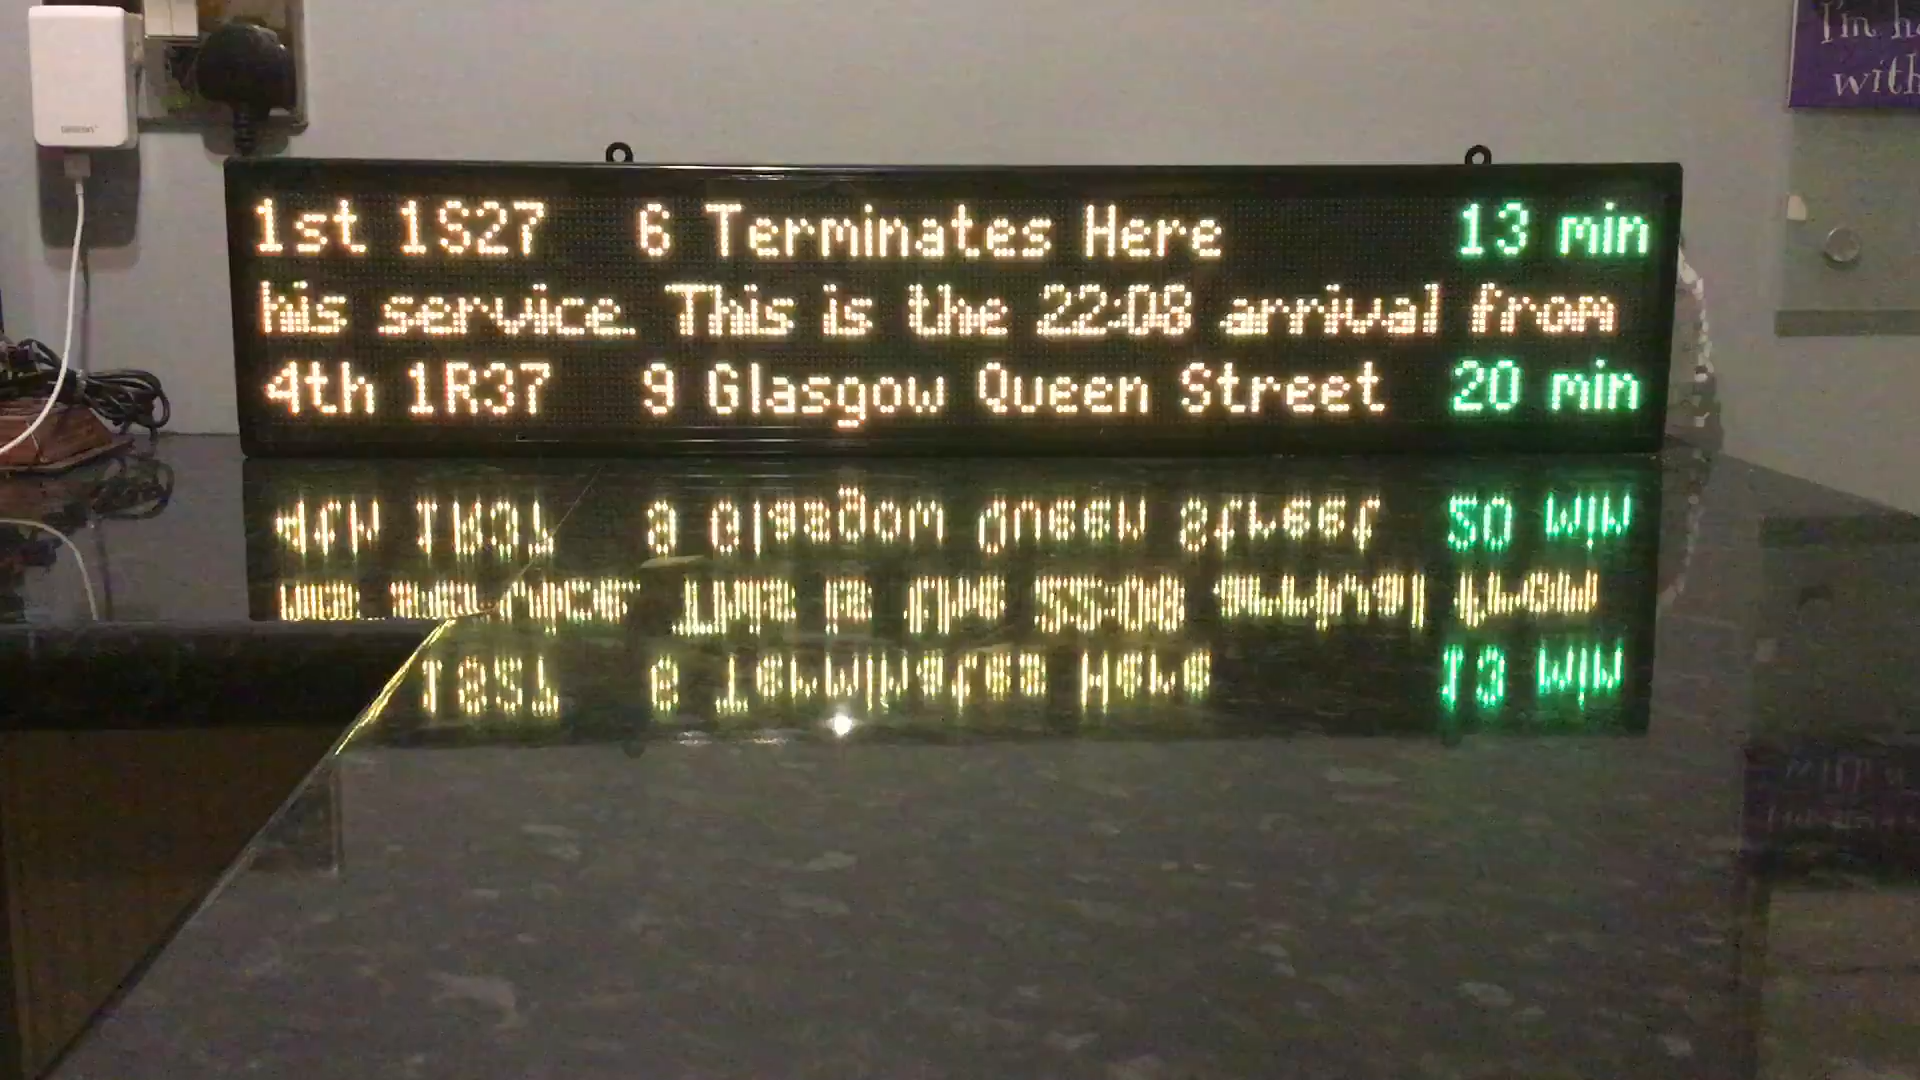 1st 1S27 6 Terminates Here 13 min
his service. This is the 22:08 arrival from
4th 1R37 9 Glasgow Queen Street 20 min
I'm
with